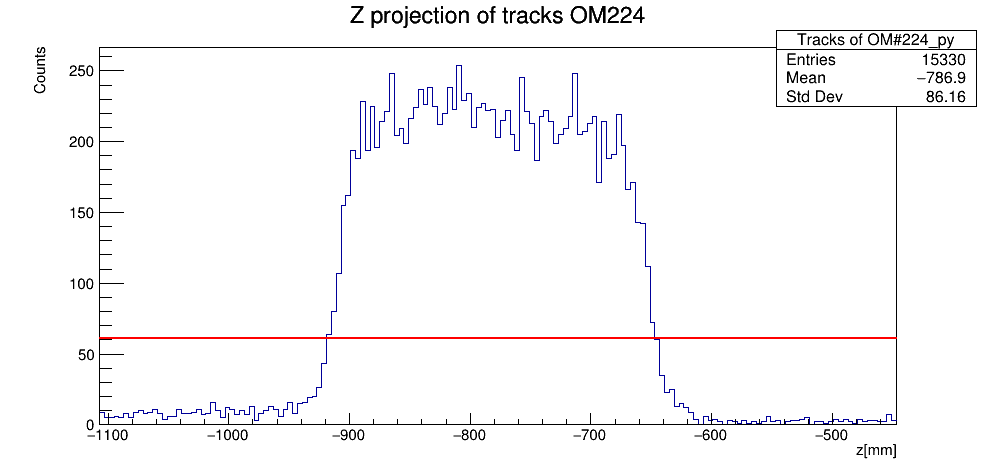 Z projection of tracks OM224
Tracks of OM#224_py
Entries 15330
Mean −786.9
Std Dev 86.16
Counts
250
200
150
100
50
0
−1100 −1000 −900 −800 −700 −600 −500
z[mm]